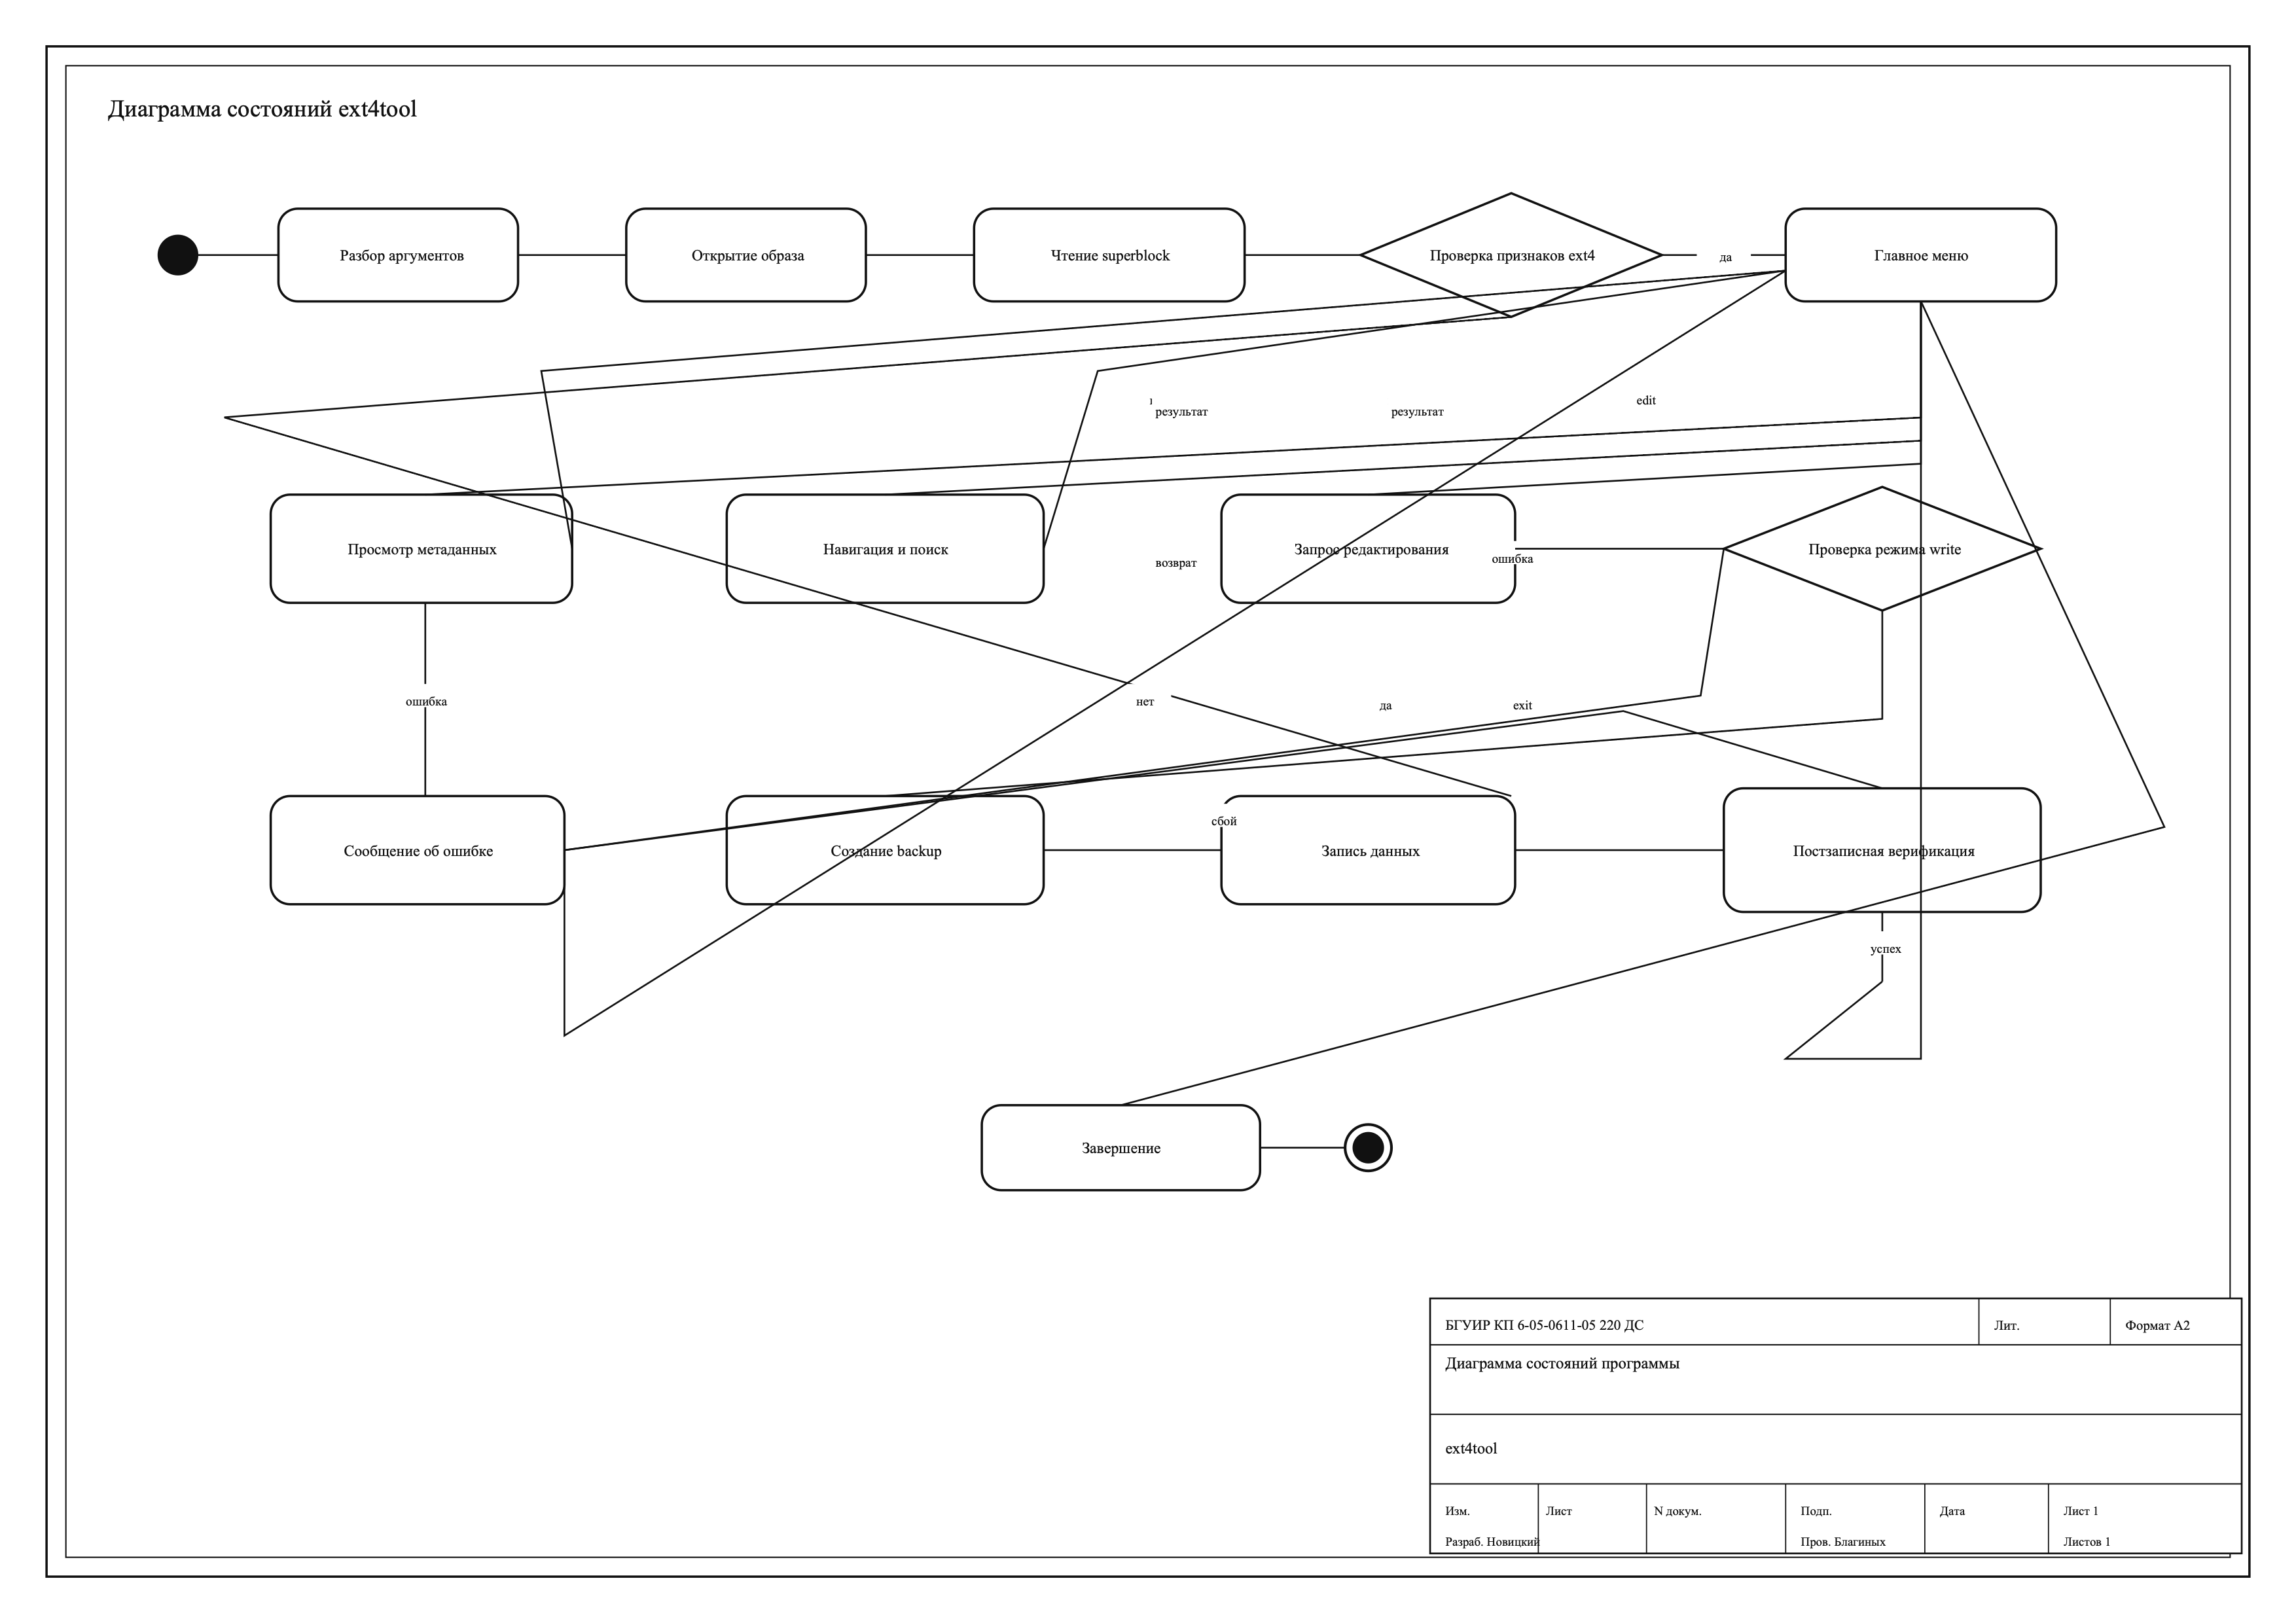 Диаграмма состояний ext4tool
Разбор аргументов
Открытие образа
Чтение superblock
Проверка признаков ext4
да
Главное меню
результат
результат
edit
Просмотр метаданных
Навигация и поиск
возврат
Запрос редактирования
ошибка
Проверка режима write
ошибка
нет
да
exit
Сообщение об ошибке
Создание backup
сбой
Запись данных
Постзаписная верификация
успех
Завершение
БГУИР КП 6-05-0611-05 220 ДС
Лит.
Формат А2
Диаграмма состояний программы
ext4tool
Изм.
Лист
N докум.
Подп.
Дата
Лист 1
Разраб. Новицкий
Пров. Благиных
Листов 1